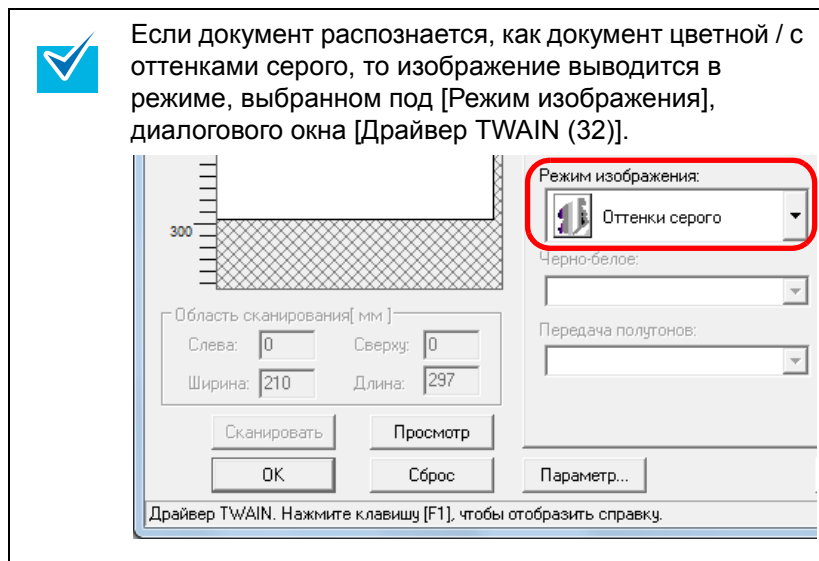 Если документ распознается, как документ цветной / с
оттенками серого, то изображение выводится в
режиме, выбранном под [Режим изображения],
диалогового окна [Драйвер TWAIN (32)].
Режим изображения:
Оттенки серого
300
Черно-белое:
Область сканирования[ мм ]
Передача полутонов:
Слева: 0 Сверху: 0
Ширина: 210 Длина: 297
Сканировать Просмотр
OK Сброс Параметр...
Драйвер TWAIN. Нажмите клавишу [F1], чтобы отобразить справку.